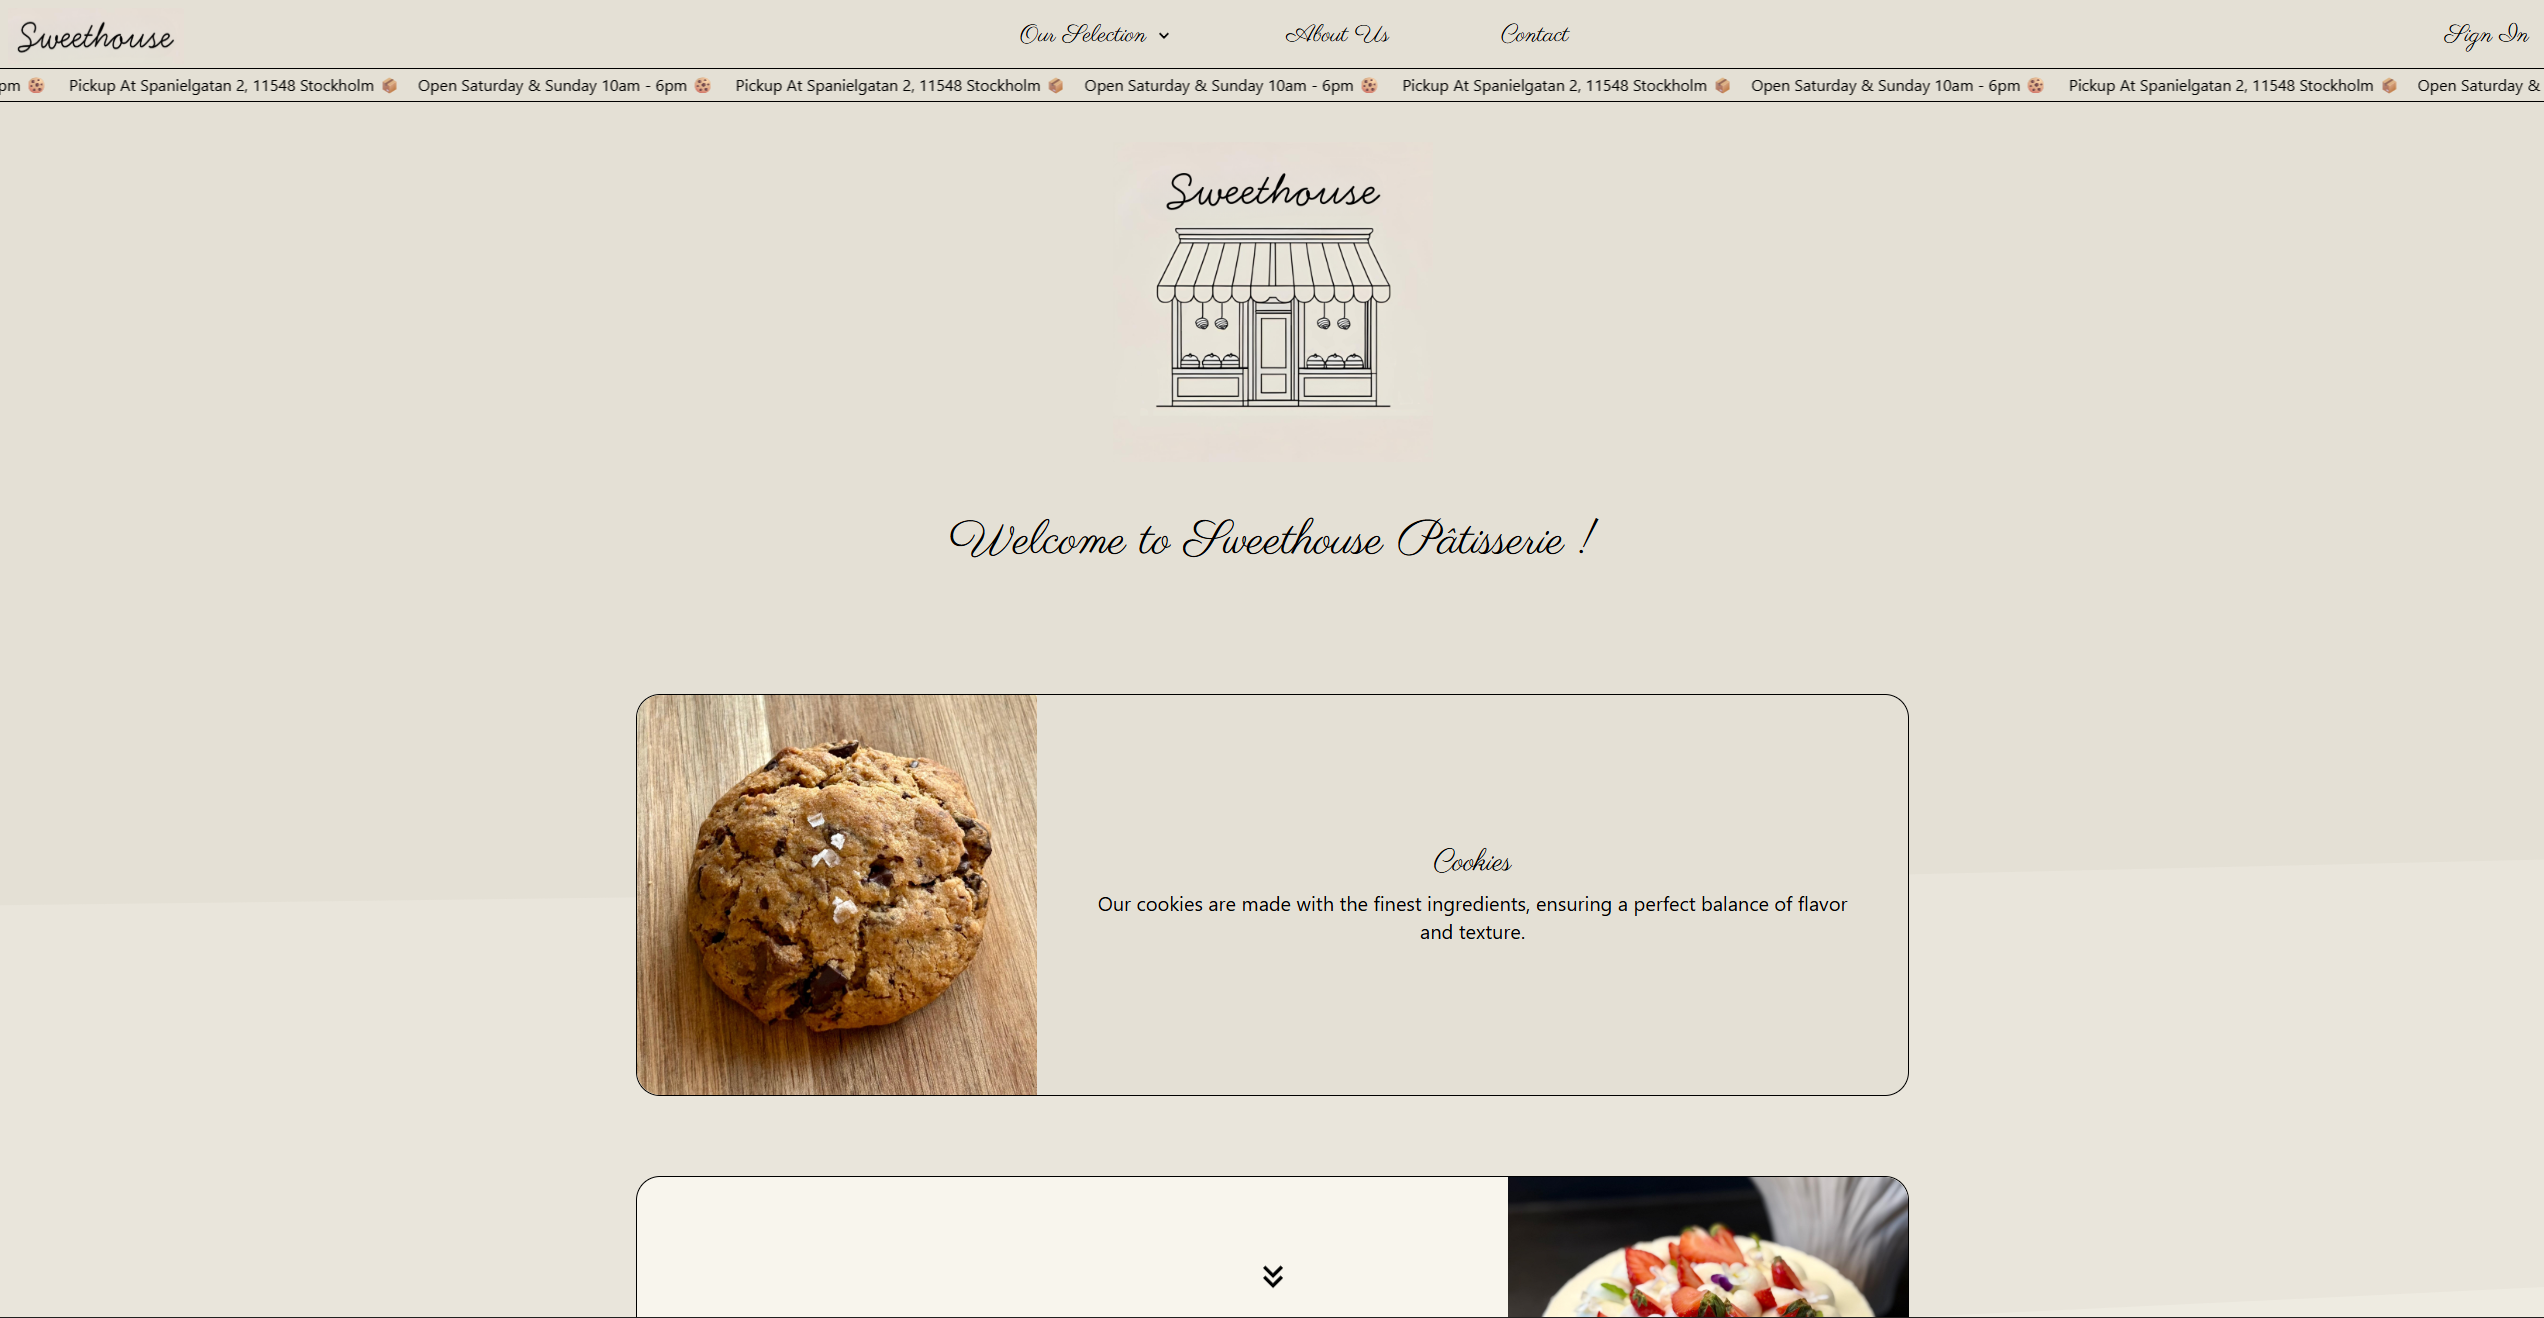 Sweethouse
Our Selection
About Us
Contact
Sign In
pm 🍪 Pickup At Spanielgatan 2, 11548 Stockholm 📦 Open Saturday & Sunday 10am - 6pm 🍪 Pickup At Spanielgatan 2, 11548 Stockholm 📦 Open Saturday & Sunday 10am - 6pm 🍪 Pickup At Spanielgatan 2, 11548 Stockholm 📦 Open Saturday & Sunday 10am - 6pm 🍪 Pickup At Spanielgatan 2, 11548 Stockholm 📦 Open Saturday &
Sweethouse
Welcome to Sweethouse Pâtisserie !
Cookies
Our cookies are made with the finest ingredients, ensuring a perfect balance of flavor
and texture.